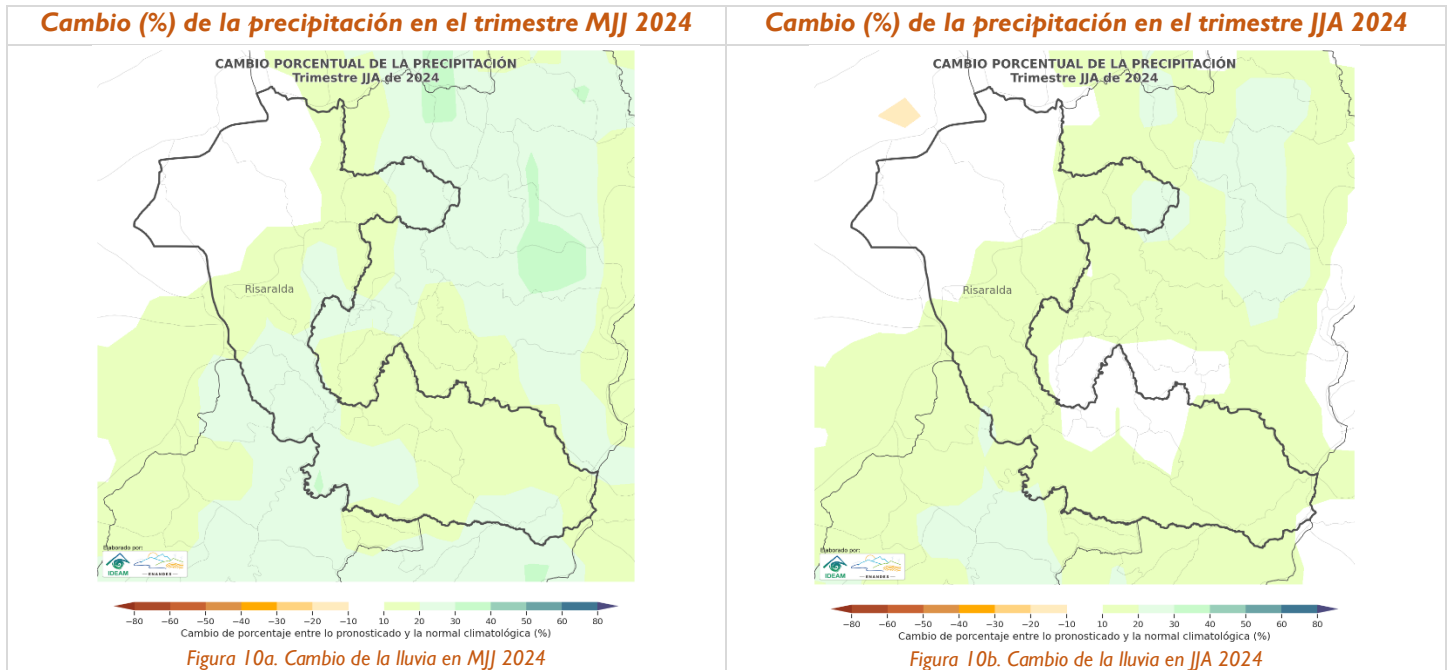 Cambio (%) de la precipitación en el trimestre MJJ 2024
CAMBIO PORCENTUAL DE LA PRECIPITACIÓN
Trimestre JJA de 2024
Risaralda
Elaborado por:
IDEAM
ENANDES
−80 −60 −50 −40 −30 −20 −10 10 20 30 40 50 60 80
Cambio de porcentaje entre lo pronosticado y la normal climatológica (%)
Figura 10a. Cambio de la lluvia en MJJ 2024
Cambio (%) de la precipitación en el trimestre JJA 2024
CAMBIO PORCENTUAL DE LA PRECIPITACIÓN
Trimestre JJA de 2024
Risaralda
Elaborado por:
IDEAM
ENANDES
−80 −60 −50 −40 −30 −20 −10 10 20 30 40 50 60 80
Cambio de porcentaje entre lo pronosticado y la normal climatológica (%)
Figura 10b. Cambio de la lluvia en JJA 2024